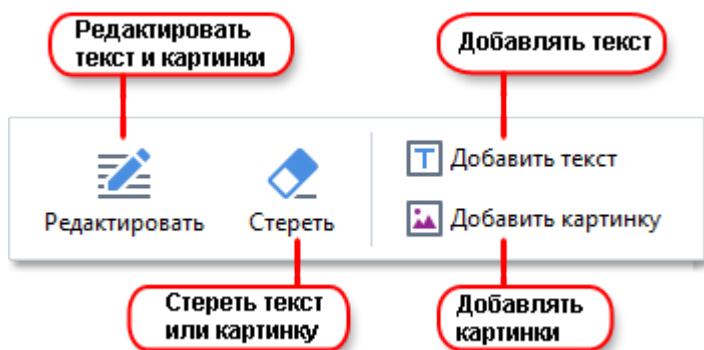 Редактировать
текст и картинки
Добавлять текст
Добавить текст
Редактировать
Стереть
Добавить картинку
Стереть текст
или картинку
Добавлять
картинки